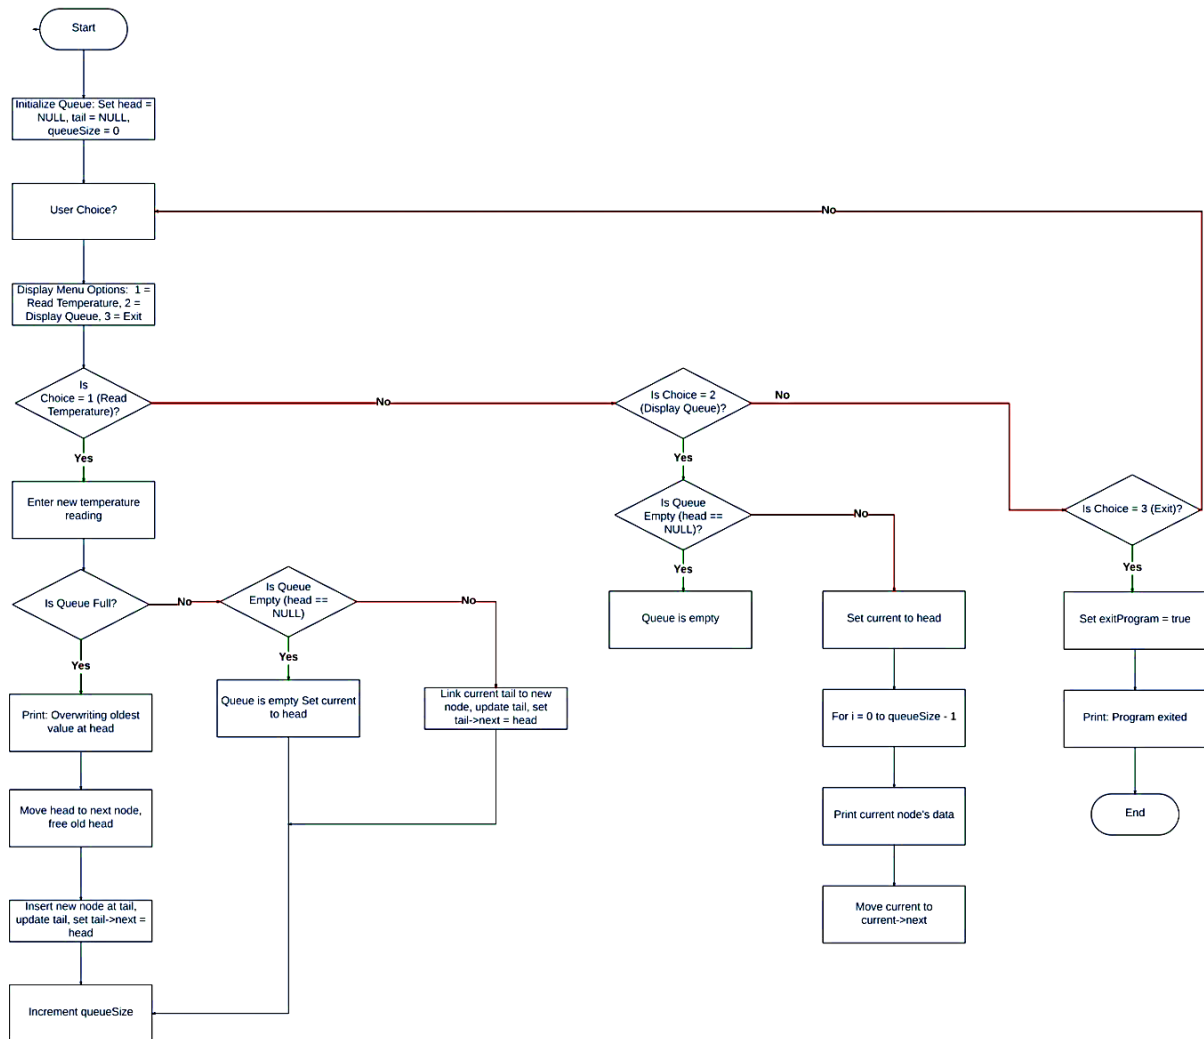 Start
Initialize Queue: Set head =
NULL, tail = NULL,
queueSize = 0
User Choice?
No
Display Menu Options:  1 =
Read Temperature, 2 =
Display Queue, 3 = Exit
Is
Choice = 1 (Read
Temperature)?
No
Yes
Is Choice = 2
(Display Queue)?
No
Yes
Enter new temperature
reading
Is Queue
Empty (head ==
NULL)?
No
Yes
Is Choice = 3 (Exit)?
Yes
Is Queue Full?
No
Yes
Is Queue
Empty (head ==
NULL)
No
Yes
Queue is empty
Set current to head
Set exitProgram = true
Print: Overwriting oldest
value at head
Queue is empty Set current
to head
Link current tail to new
node, update tail, set
tail->next = head
For i = 0 to queueSize - 1
Print: Program exited
Move head to next node,
free old head
Print current node's data
End
Insert new node at tail,
update tail, set tail->next =
head
Move current to
current->next
Increment queueSize